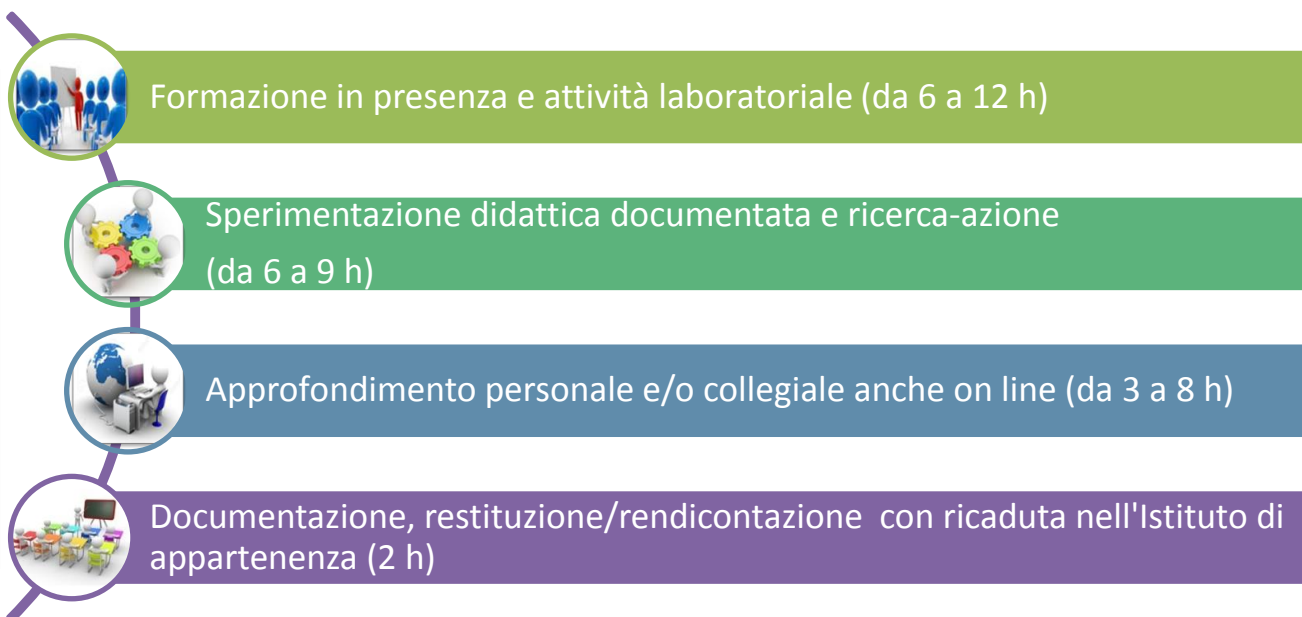 Formazione in presenza e attività laboratoriale (da 6 a 12 h)
Sperimentazione didattica documentata e ricerca-azione
(da 6 a 9 h)
Approfondimento personale e/o collegiale anche on line (da 3 a 8 h)
Documentazione, restituzione/rendicontazione  con ricaduta nell'Istituto di
appartenenza (2 h)